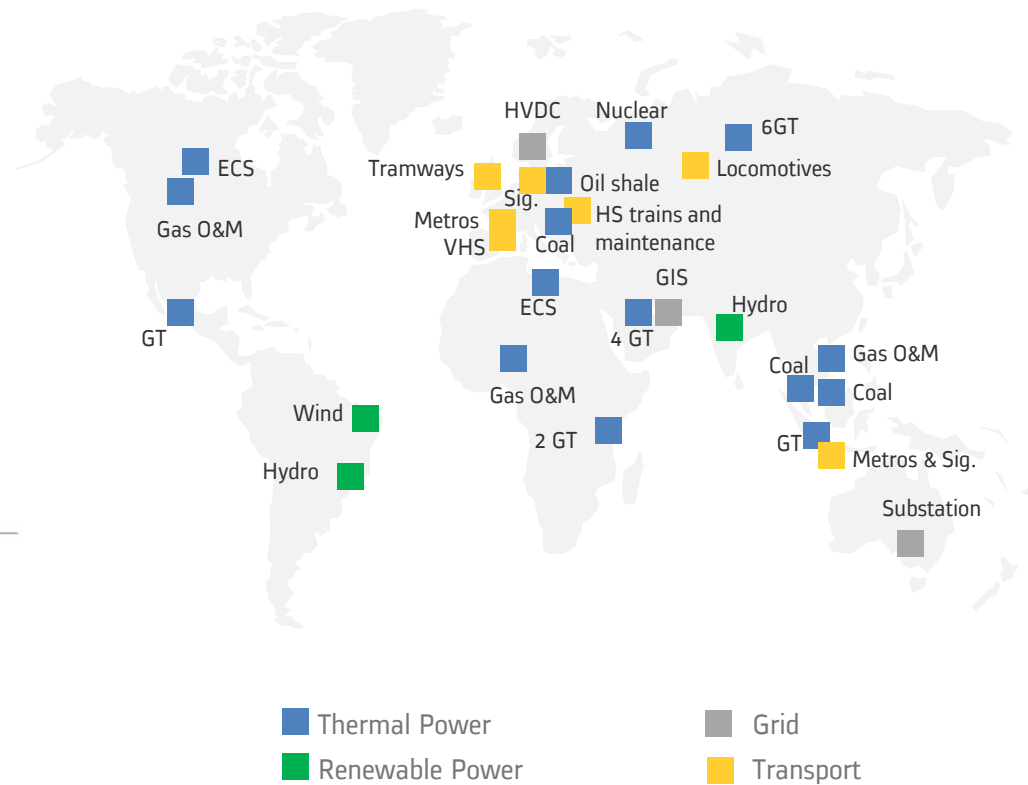 HVDC
Nuclear
6GT
ECS
Tramways
Locomotives
Oil shale
Sig.
Gas O&M
Metros
HS trains and
maintenance
VHS
Coal
GIS
ECS
Hydro
GT
4 GT
Coal
Gas O&M
Gas O&M
Coal
Wind
2 GT
GT
Metros & Sig.
Hydro
Substation
Thermal Power
Grid
Renewable Power
Transport